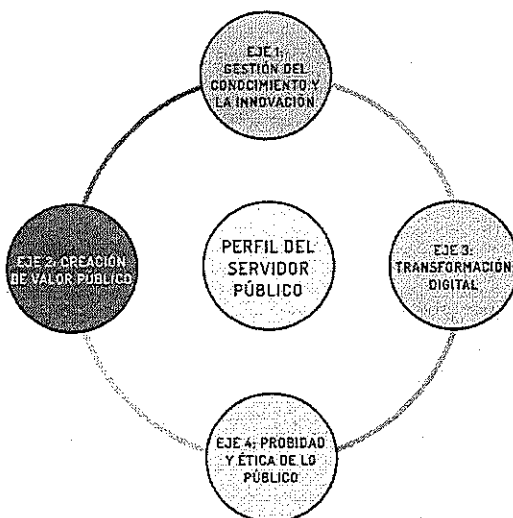 EJE 1:
GESTIÓN DEL
CONOCIMIENTO Y
LA INNOVACIÓN
EJE 2: CREACIÓN
DE VALOR PÚBLICO
PERFIL DEL
SERVIDOR
PÚBLICO
EJE 3:
TRANSFORMACIÓN
DIGITAL
EJE 4: PROBIDAD
Y ÉTICA DE LO
PÚBLICO